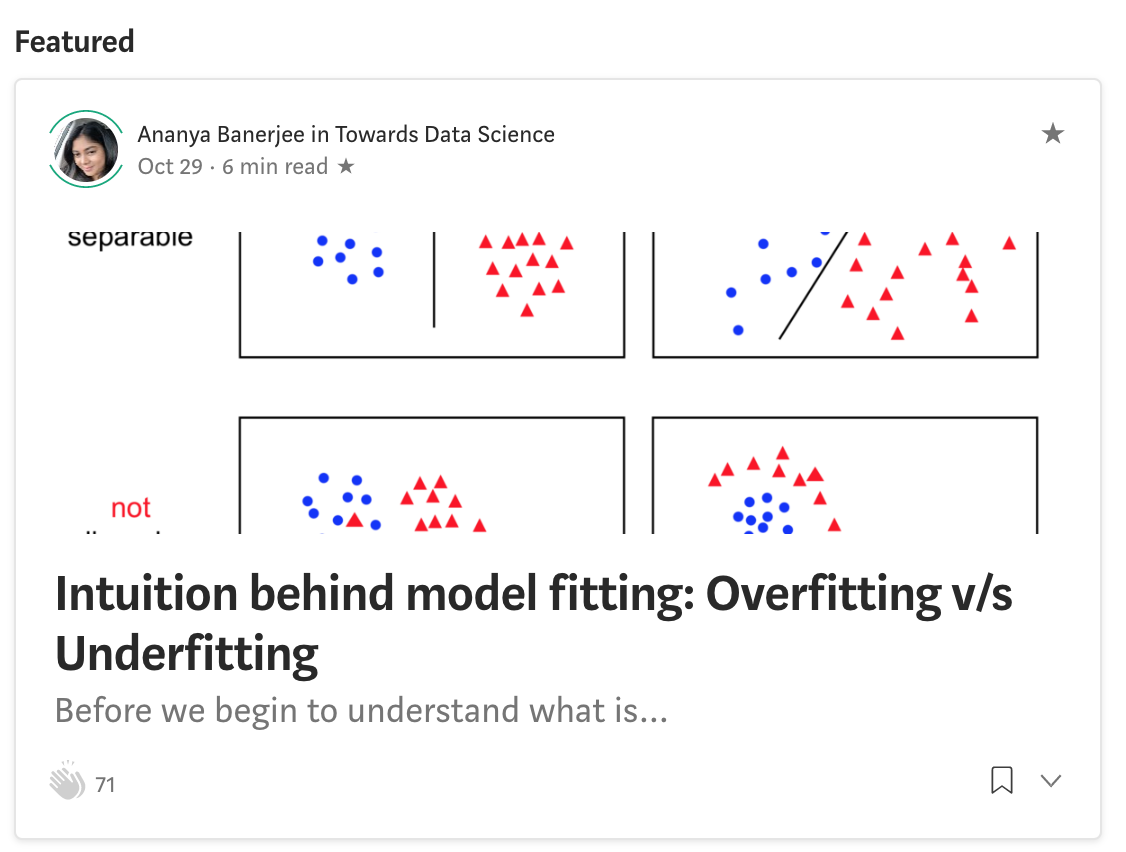 Featured
Ananya Banerjee in Towards Data Science
Oct 29 · 6 min read ★
separable
not
Intuition behind model fitting: Overfitting v/s
Underfitting
Before we begin to understand what is...
71